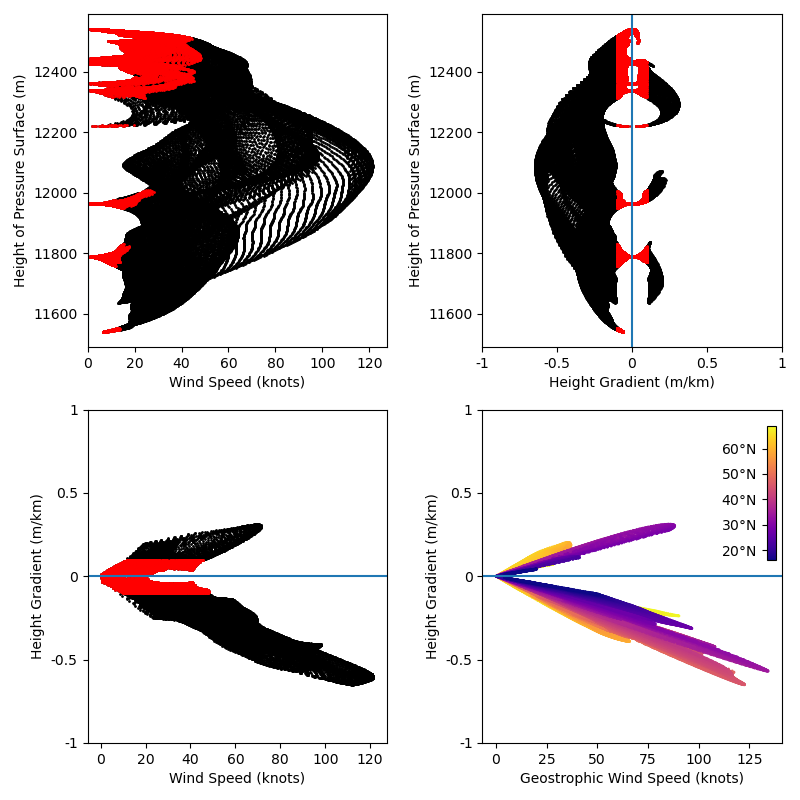 12400
12200
12000
11800
11600
Height of Pressure Surface (m)
0 20 40 60 80 100 120
Wind Speed (knots)
12400
12200
12000
11800
11600
Height of Pressure Surface (m)
-1 -0.5 0 0.5 1
Height Gradient (m/km)
1
0.5
0
-0.5
-1
Height Gradient (m/km)
0 20 40 60 80 100 120
Wind Speed (knots)
1
0.5
0
-0.5
-1
Height Gradient (m/km)
60°N
50°N
40°N
30°N
20°N
0 25 50 75 100 125
Geostrophic Wind Speed (knots)